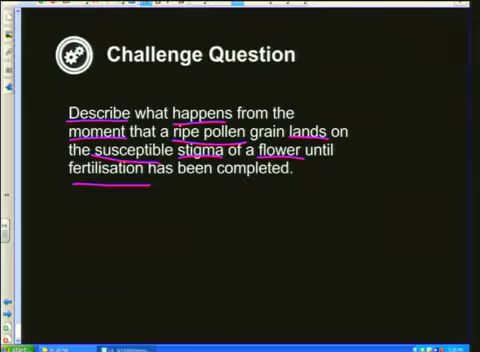 Challenge Question
Describe what happens from the
moment that a ripe pollen grain lands on
the susceptible stigma of a flower until
fertilisation has been completed.
start